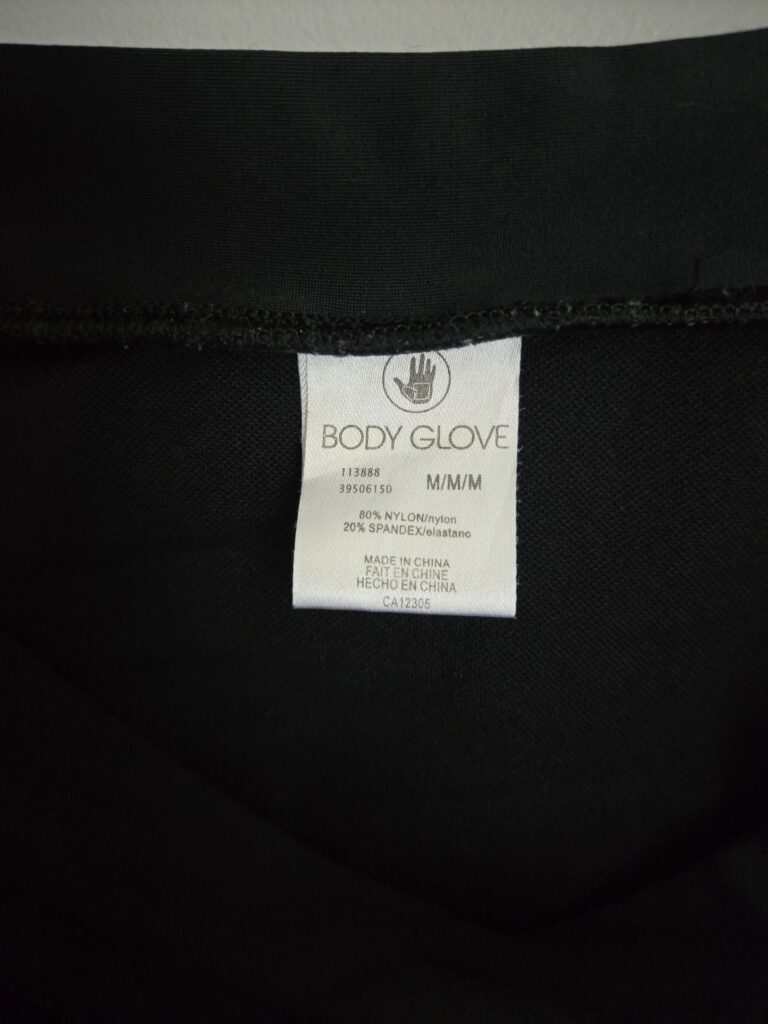 BODY GLOVE
113888
39506150 M/M/M
80% NYLON/nylon
20% SPANDEX/elastano
MADE IN CHINA
FAIT EN CHINE
HECHO EN CHINA
CA12305